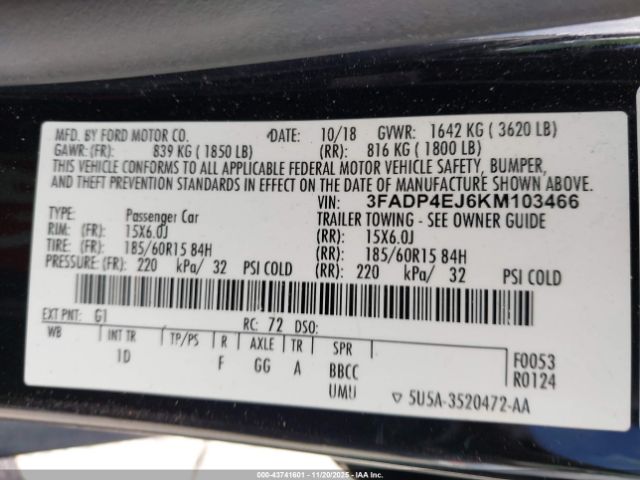 MFD. BY FORD MOTOR CO. DATE: 10/18 GVWR: 1642 KG ( 3620 LB)
GAWR: (FR): 839 KG ( 1850 LB) (RR): 816 KG ( 1800 LB)
THIS VEHICLE CONFORMS TO ALL APPLICABLE FEDERAL MOTOR VEHICLE SAFETY, BUMPER,
AND THEFT PREVENTION STANDARDS IN EFFECT ON THE DATE OF MANUFACTURE SHOWN ABOVE.
VIN: 3FADP4EJ6KM103466
TYPE: Passenger Car TRAILER TOWING - SEE OWNER GUIDE
RIM: (FR): 15X6.0J (RR): 15X6.0J
TIRE: (FR): 185/60R15 84H (RR): 185/60R15 84H
PRESSURE: (FR): 220 kPa/ 32 PSI COLD (RR): 220 kPa/ 32 PSI COLD
EXT PNT: G1 RC: 72 DSO:
WB INT TR TP/PS R AXLE TR SPR F0053
1D F GG A BBCC R0124
UMU ▽ 5U5A-3520472-AA
000-43741601 - 11/20/2025 - IAAI.COM